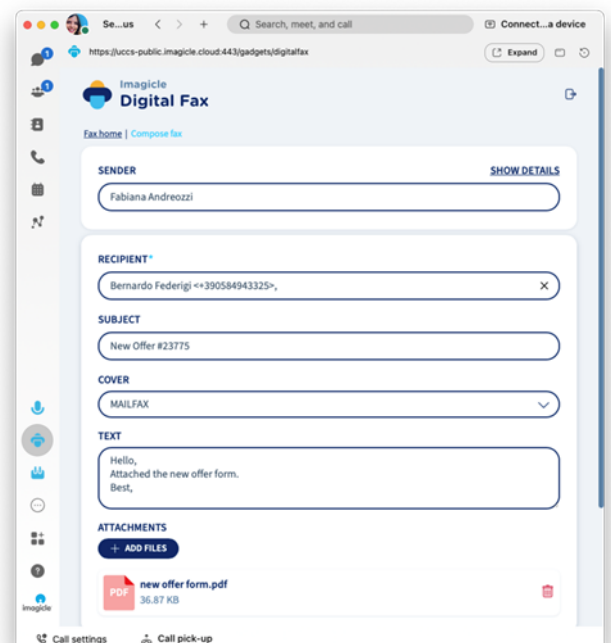 Se...us
Search, meet, and call
Connect...a device
1
https://uccs-public.imagicle.cloud:443/gadgets/digitalfax
Expand
1
Imagicle
Digital Fax
Fax home | Compose fax
SENDER
SHOW DETAILS
Fabiana Andreozzi
RECIPIENT*
Bernardo Federigi <+390584943325>,
SUBJECT
New Offer #23775
COVER
MAILFAX
TEXT
Hello,
Attached the new offer form.
Best,
ATTACHMENTS
+ ADD FILES
PDF
new offer form.pdf
36.87 KB
imagicle
Call settings
Call pick-up